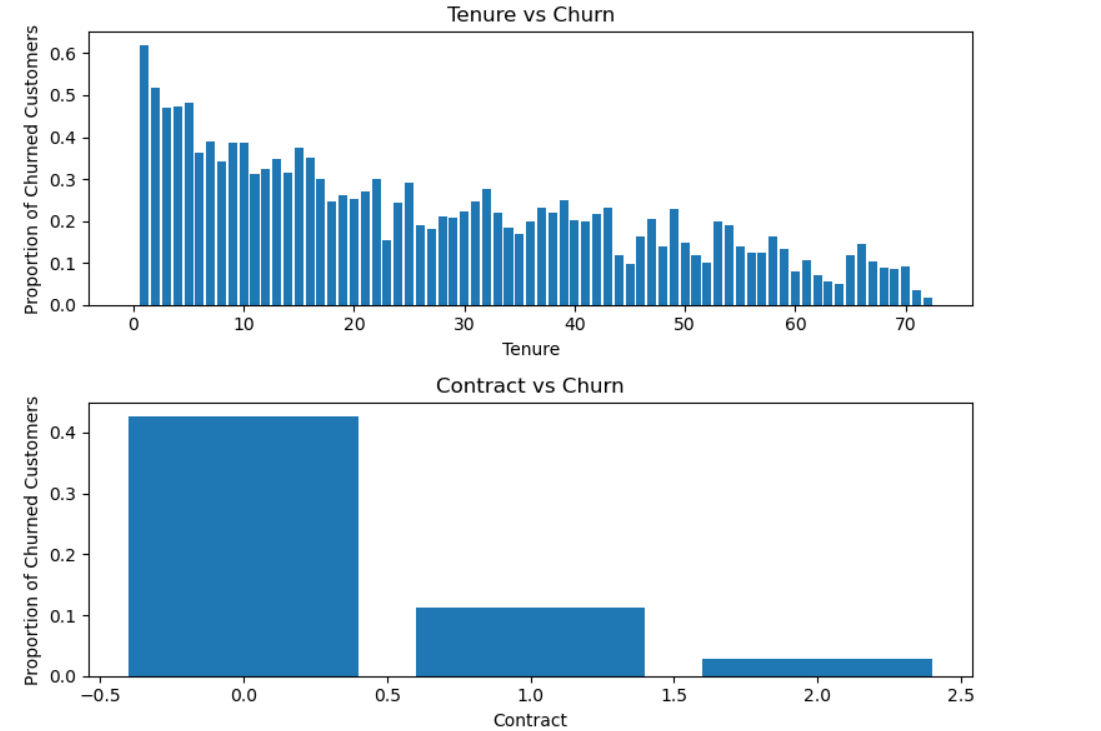 Tenure vs Churn
Proportion of Churned Customers
0.6
0.5
0.4
0.3
0.2
0.1
0.0
0 10 20 30 40 50 60 70
Tenure
Contract vs Churn
Proportion of Churned Customers
0.4
0.3
0.2
0.1
0.0
−0.5 0.0 0.5 1.0 1.5 2.0 2.5
Contract